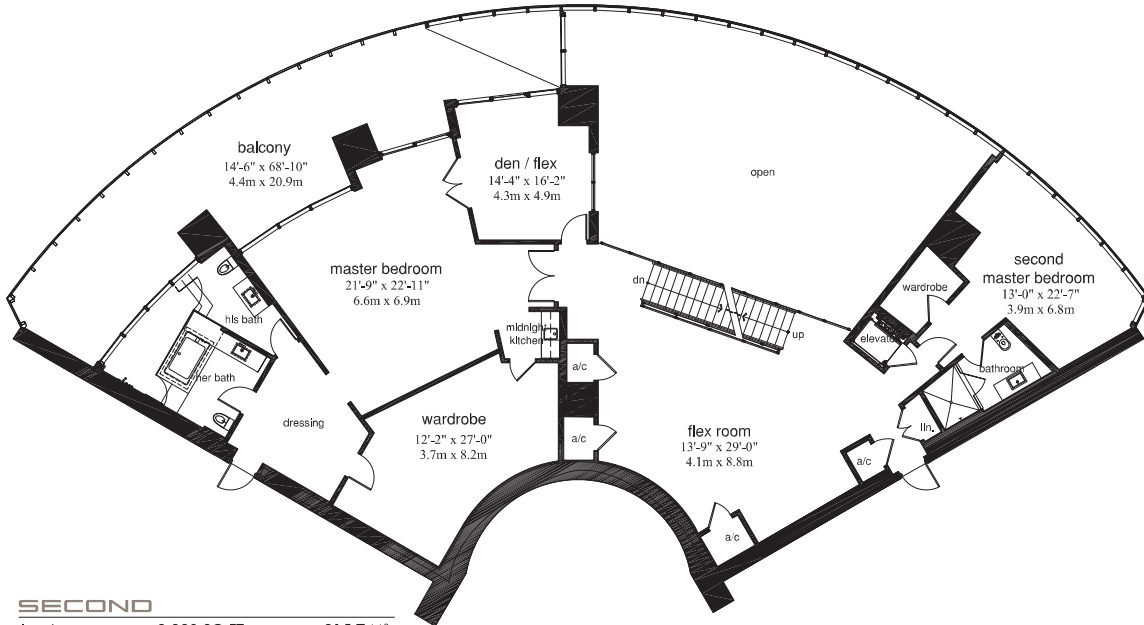 balcony
14'-6" x 68'-10"
4.4m x 20.9m
den / flex
14'-4" x 16'-2"
4.3m x 4.9m
open
master bedroom
21'-9" x 22'-11"
6.6m x 6.9m
second
master bedroom
13'-0" x 22'-7"
3.9m x 6.8m
wardrobe
dn
up
elevator
his bath
her bath
midnight
kitchen
bathroom
a/c
dressing
wardrobe
12'-2" x 27'-0"
3.7m x 8.2m
a/c
flex room
13'-9" x 29'-0"
4.1m x 8.8m
lin.
a/c
a/c
SECOND